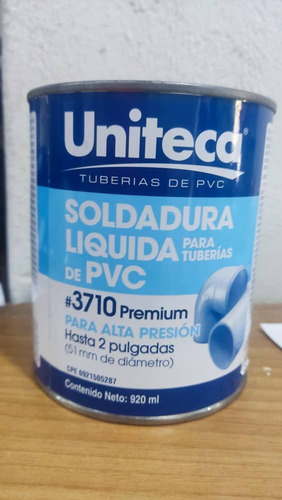 Uniteca®
TUBERIAS DE PVC
SOLDADURA
LIQUIDA PARA TUBERÍAS
DE PVC
#3710 Premium
PARA ALTA PRESIÓN
Hasta 2 pulgadas
(51 mm de diámetro)
CPE 0921505287
Contenido Neto: 920 ml